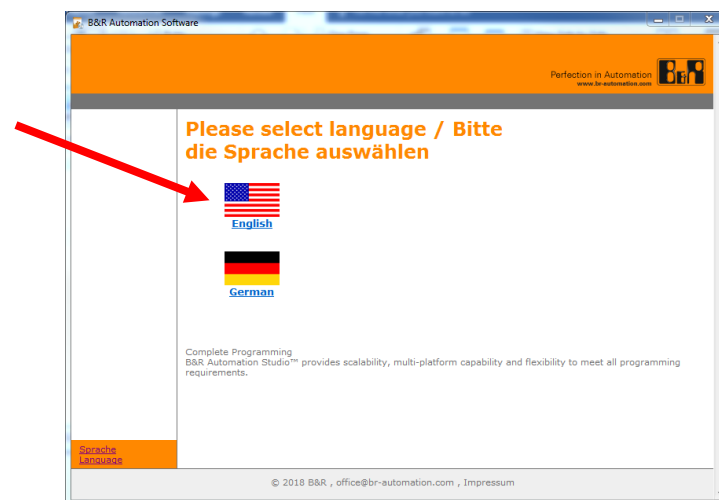 B&R Automation Software
Perfection in Automation
www.br-automation.com
B&R
Please select language / Bitte
die Sprache auswählen
English
German
Complete Programming
B&R Automation Studio™ provides scalability, multi-platform capability and flexibility to meet all programming
requirements.
Sprache
Language
© 2018 B&R , office@br-automation.com , Impressum